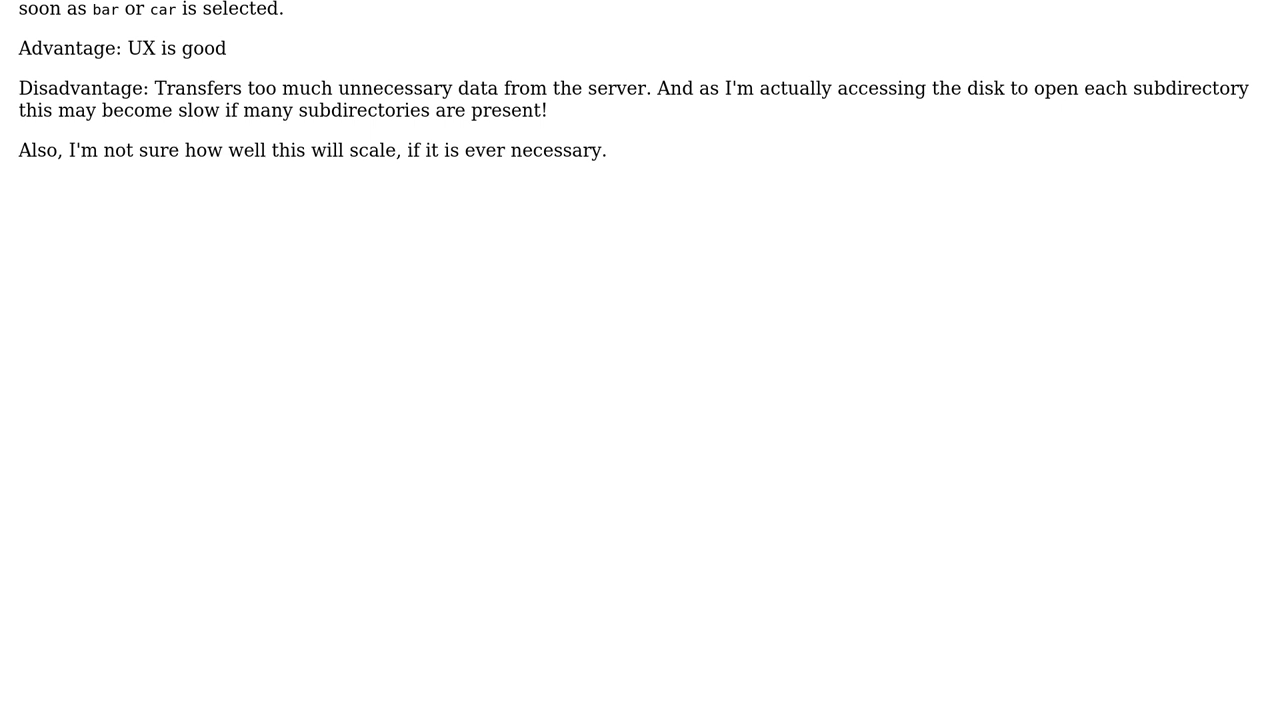 soon as bar or car is selected.
Advantage: UX is good
Disadvantage: Transfers too much unnecessary data from the server. And as I'm actually accessing the disk to open each subdirectory
this may become slow if many subdirectories are present!
Also, I'm not sure how well this will scale, if it is ever necessary.